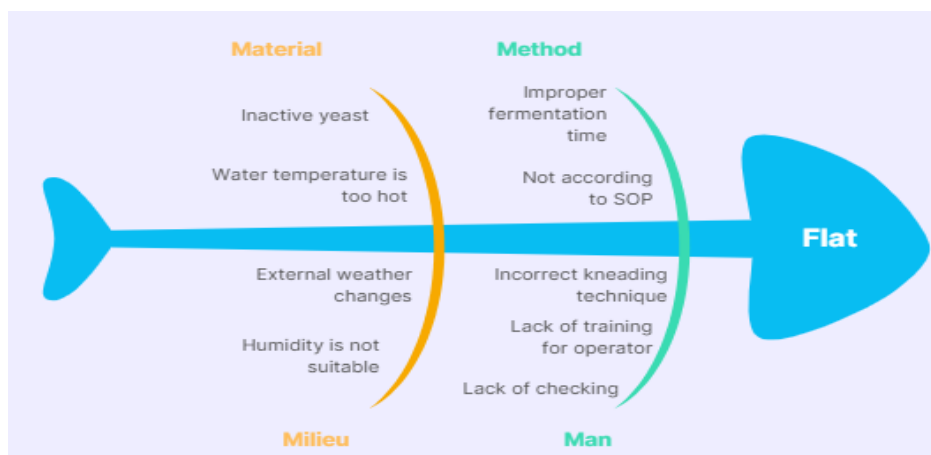 Material
Inactive yeast
Water temperature is
too hot
Method
Improper
fermentation
time
Not according
to SOP
Flat
External weather
changes
Humidity is not
suitable
Milieu
Incorrect kneading
technique
Lack of training
for operator
Lack of checking
Man